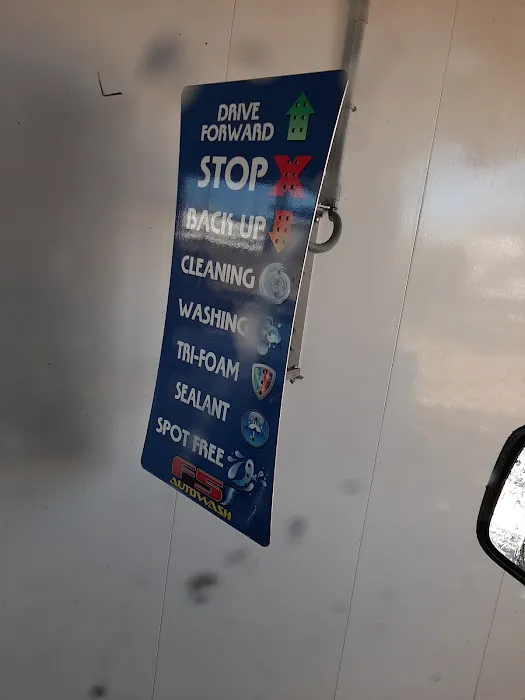 DRIVE
FORWARD
STOP
BACK UP
CLEANING
WASHING
TRI-FOAM
SEALANT
SPOT FREE
FS
AUTOWASH